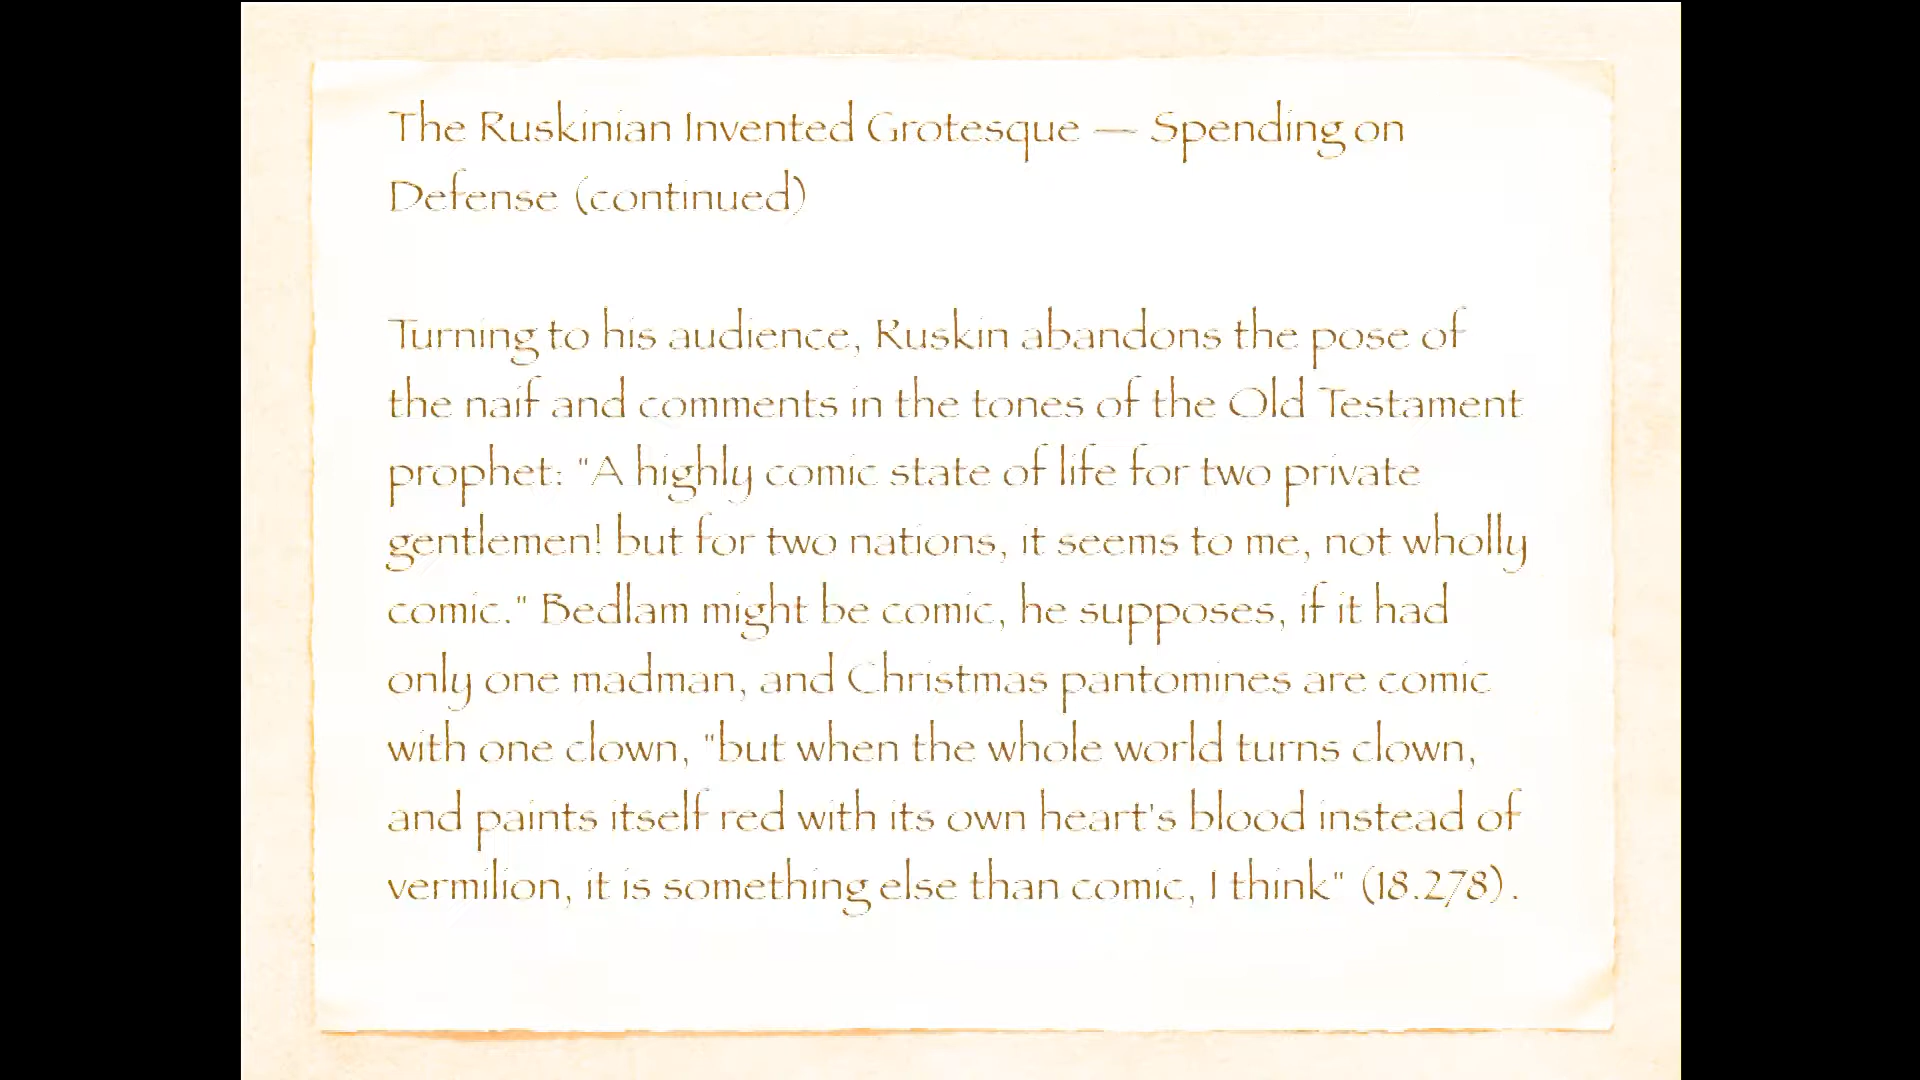 The Ruskinian Invented Grotesque — Spending on
Defense (continued)
Turning to his audience, Ruskin abandons the pose of
the naif and comments in the tones of the Old Testament
prophet: "A highly comic state of life for two private
gentlemen! but for two nations, it seems to me, not wholly
comic." Bedlam might be comic, he supposes, if it had
only one madman, and Christmas pantomines are comic
with one clown, "but when the whole world turns clown,
and paints itself red with its own heart's blood instead of
vermilion, it is something else than comic, I think" (18.278).